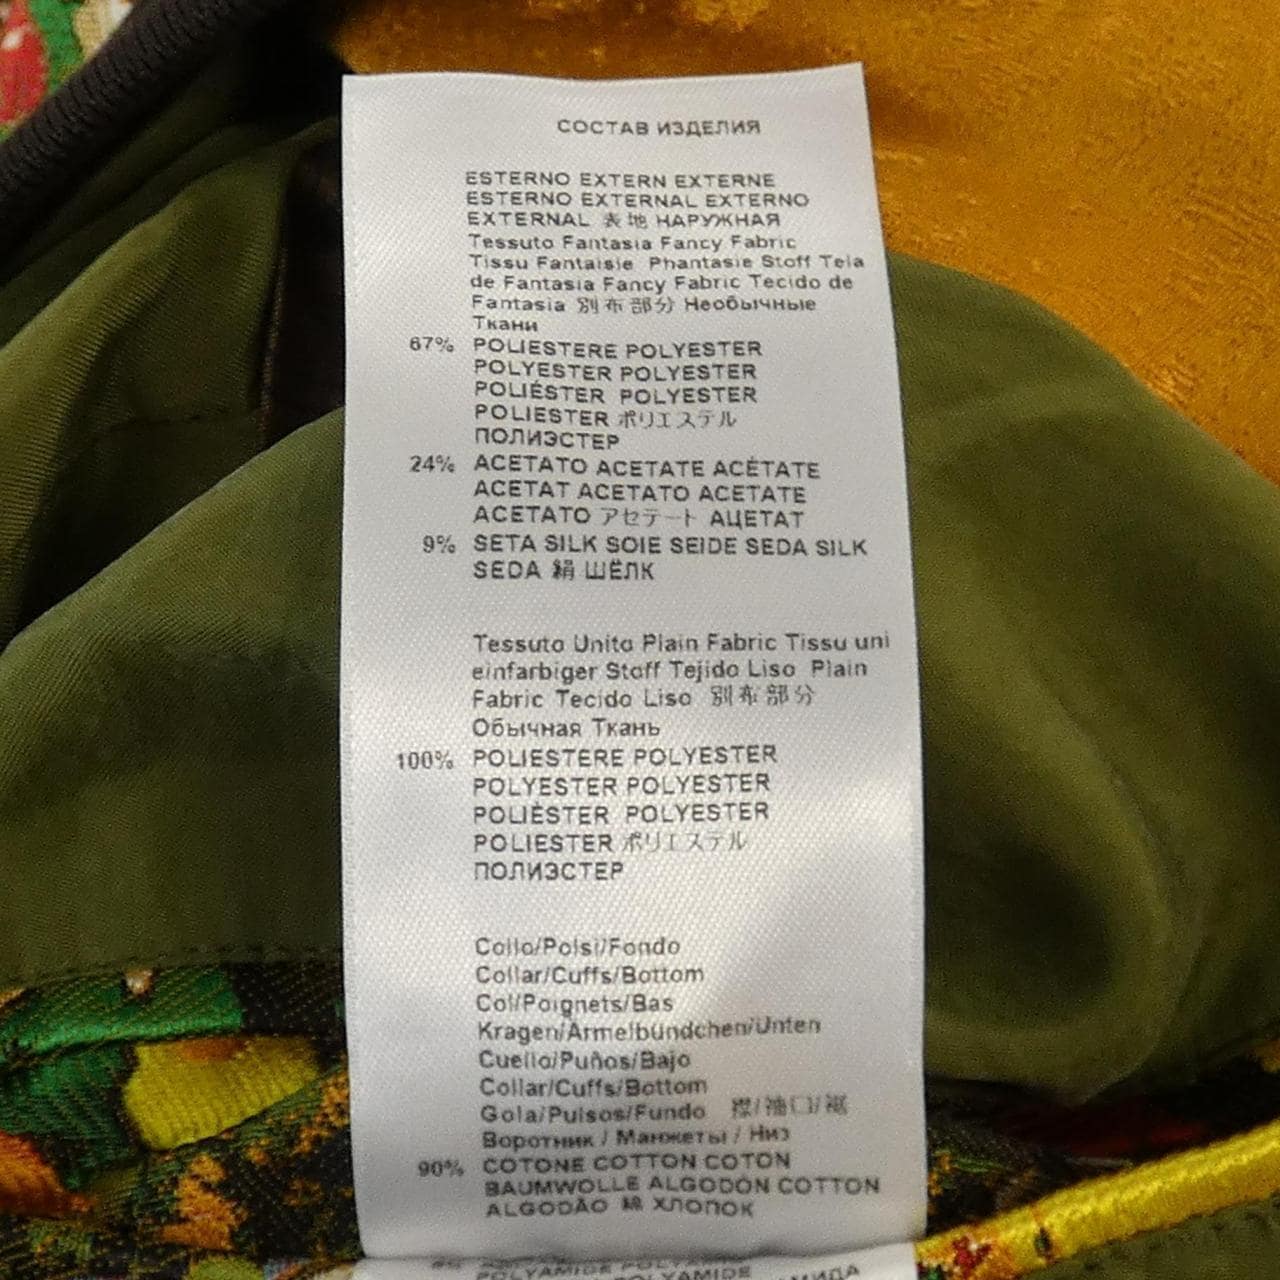 СОСТАВ ИЗДЕЛИЯ
ESTERNO EXTERN EXTERNE
ESTERNO EXTERNAL EXTERNO
EXTERNAL 表地 НАРУЖНАЯ
Tessuto Fantasia Fancy Fabric
Tissu Fantaisie Phantasie Stoff Tela
de Fantasia Fancy Fabric Tecido de
Fantasia 別布部分 Необычные
Ткани
67% POLIESTERE POLYESTER
POLYESTER POLYESTER
POLIÉSTER POLYESTER
POLIESTER ポリエステル
ПОЛИЭСТЕР
24% ACETATO ACETATE ACÉTATE
ACETAT ACETATO ACETATE
ACETATO アセテート АЦЕТАТ
9% SETA SILK SOIE SEIDE SEDA SILK
SEDA 絹 ШЁЛК
Tessuto Unito Plain Fabric Tissu uni
einfarbiger Stoff Tejido Liso Plain
Fabric Tecido Liso 別布部分
Обычная Ткань
100% POLIESTERE POLYESTER
POLYESTER POLYESTER
POLIÉSTER POLYESTER
POLIESTER ポリエステル
ПОЛИЭСТЕР
Collo/Polsi/Fondo
Collar/Cuffs/Bottom
Col/Poignets/Bas
Kragen/Armelbündchen/Unten
Cuello/Puños/Bajo
Collar/Cuffs/Bottom
Gola/Pulsos/Fundo 襟/袖口/裾
Воротник / Манжеты / Низ
90% COTONE COTTON COTON
BAUMWOLLE ALGODÓN COTTON
ALGODÃO 綿 ХЛОПОК
POLYAMIDE